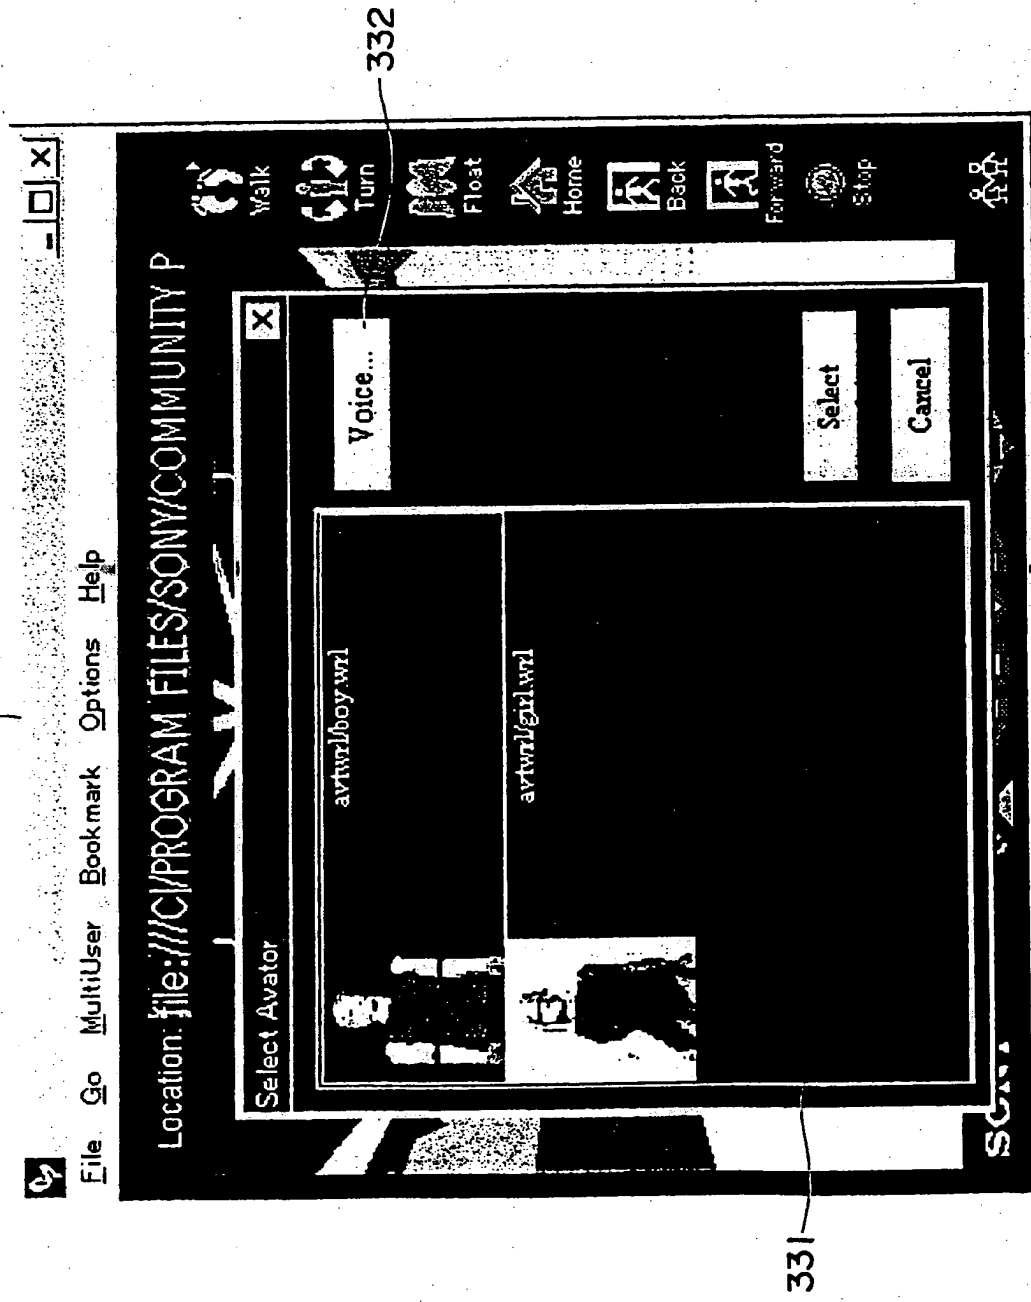 File Go MultiUser Bookmark Options Help
Location: file:///C|/PROGRAM FILES/SONY/COMMUNITY P
Select Avator
avtwrl/boy.wrl
avtwrl/girl.wrl
Voice...
Select
Cancel
Walk
Turn
Float
Home
Back
Forward
Stop
SONY
331
332